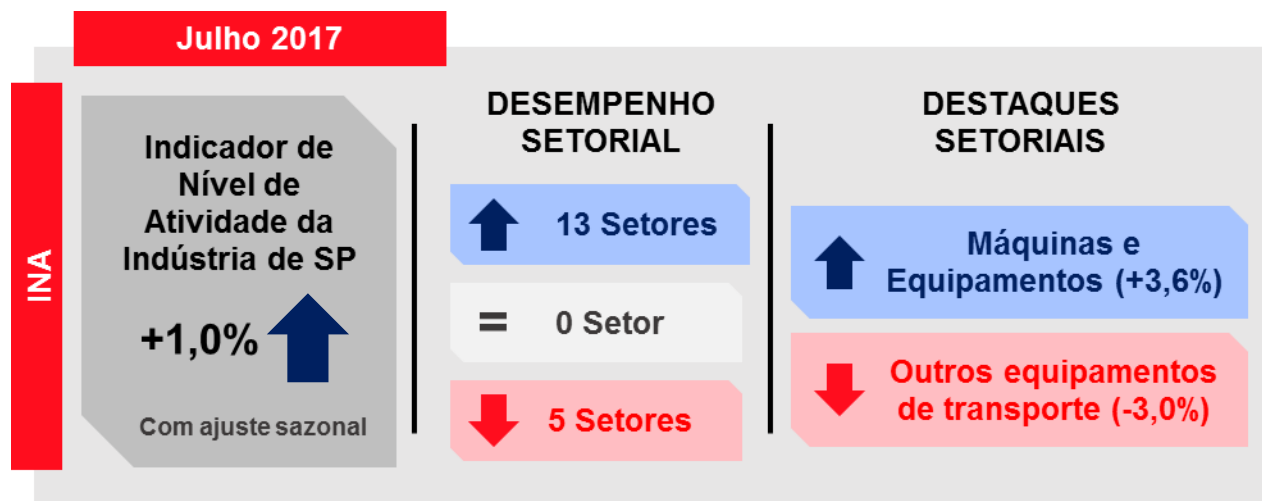 Julho 2017
INA
Indicador de
Nível de
Atividade da
Indústria de SP
+1,0%
Com ajuste sazonal
DESEMPENHO
SETORIAL
13 Setores
= 0 Setor
5 Setores
DESTAQUES
SETORIAIS
Máquinas e
Equipamentos (+3,6%)
Outros equipamentos
de transporte (-3,0%)